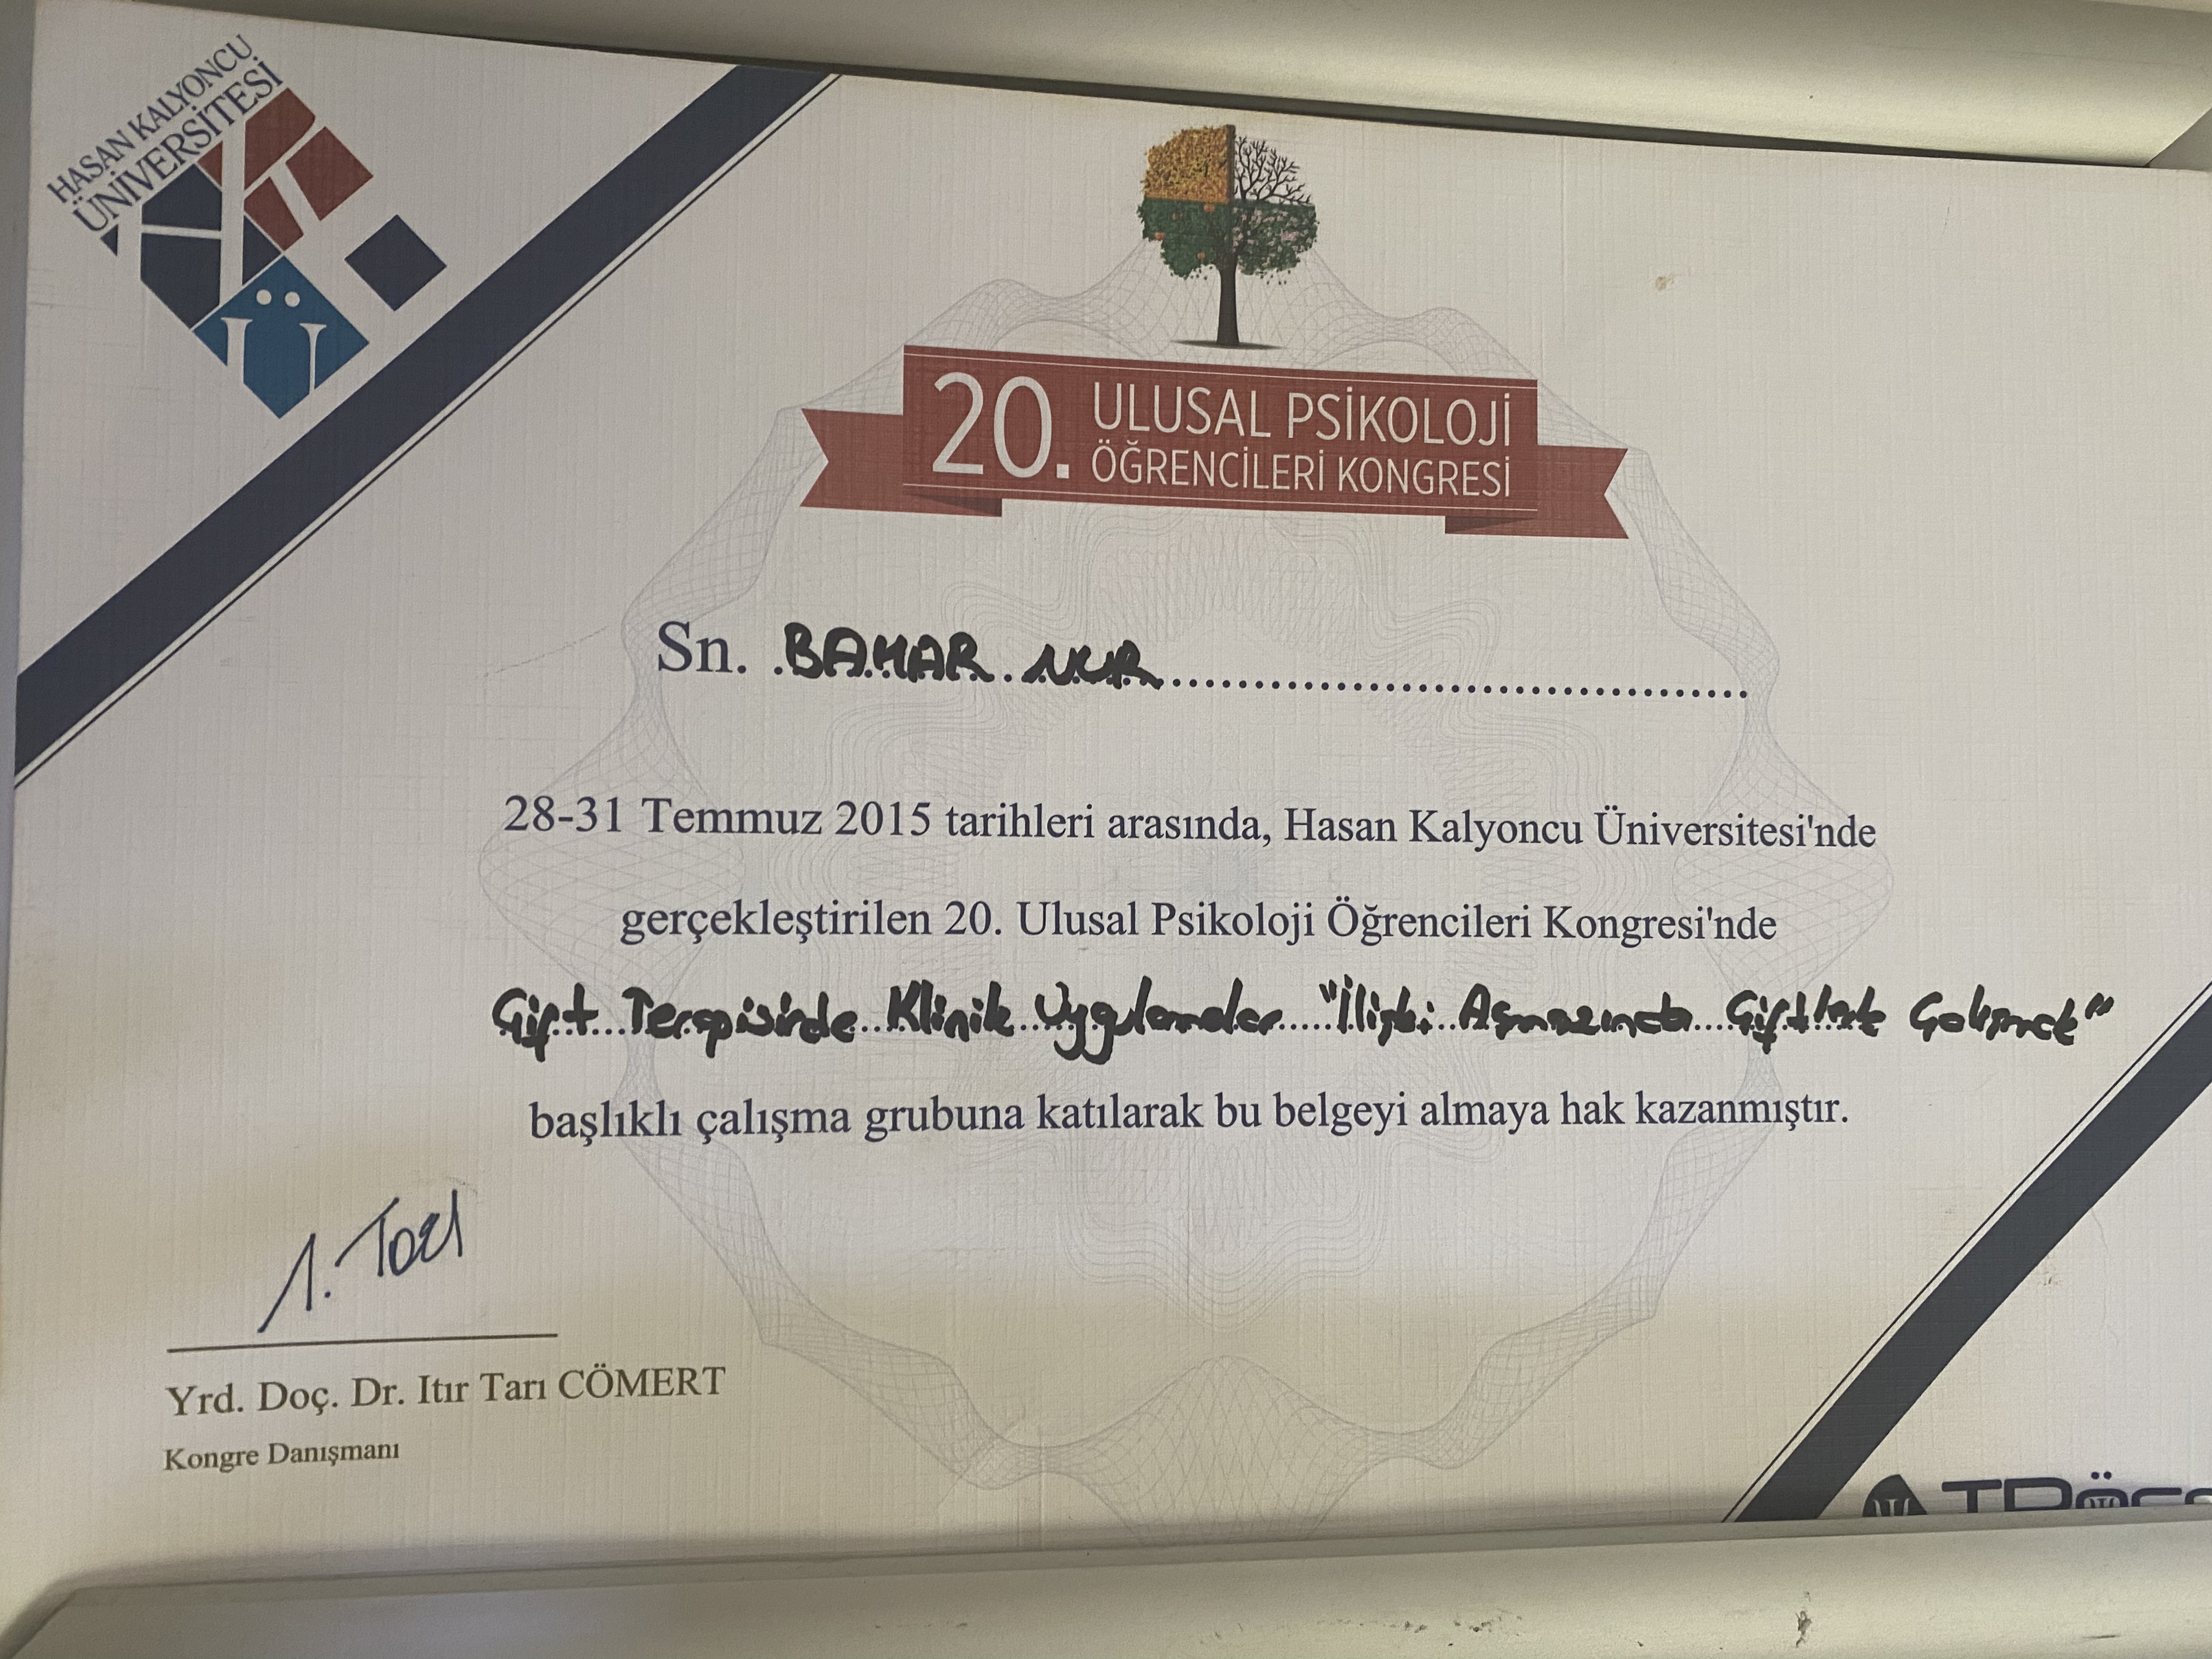 HASAN KALYONCU
ÜNİVERSİTESİ
20. ULUSAL PSİKOLOJİ
ÖĞRENCİLERİ KONGRESİ
Sn. BAHAR NUR
28-31 Temmuz 2015 tarihleri arasında, Hasan Kalyoncu Üniversitesi'nde
gerçekleştirilen 20. Ulusal Psikoloji Öğrencileri Kongresi'nde
Çift Terapisinde Klinik Uygulamalar "İlişki Açmazında Çiftlerle Çalışmak"
başlıklı çalışma grubuna katılarak bu belgeyi almaya hak kazanmıştır.
Yrd. Doç. Dr. Itır Tarı CÖMERT
Kongre Danışmanı